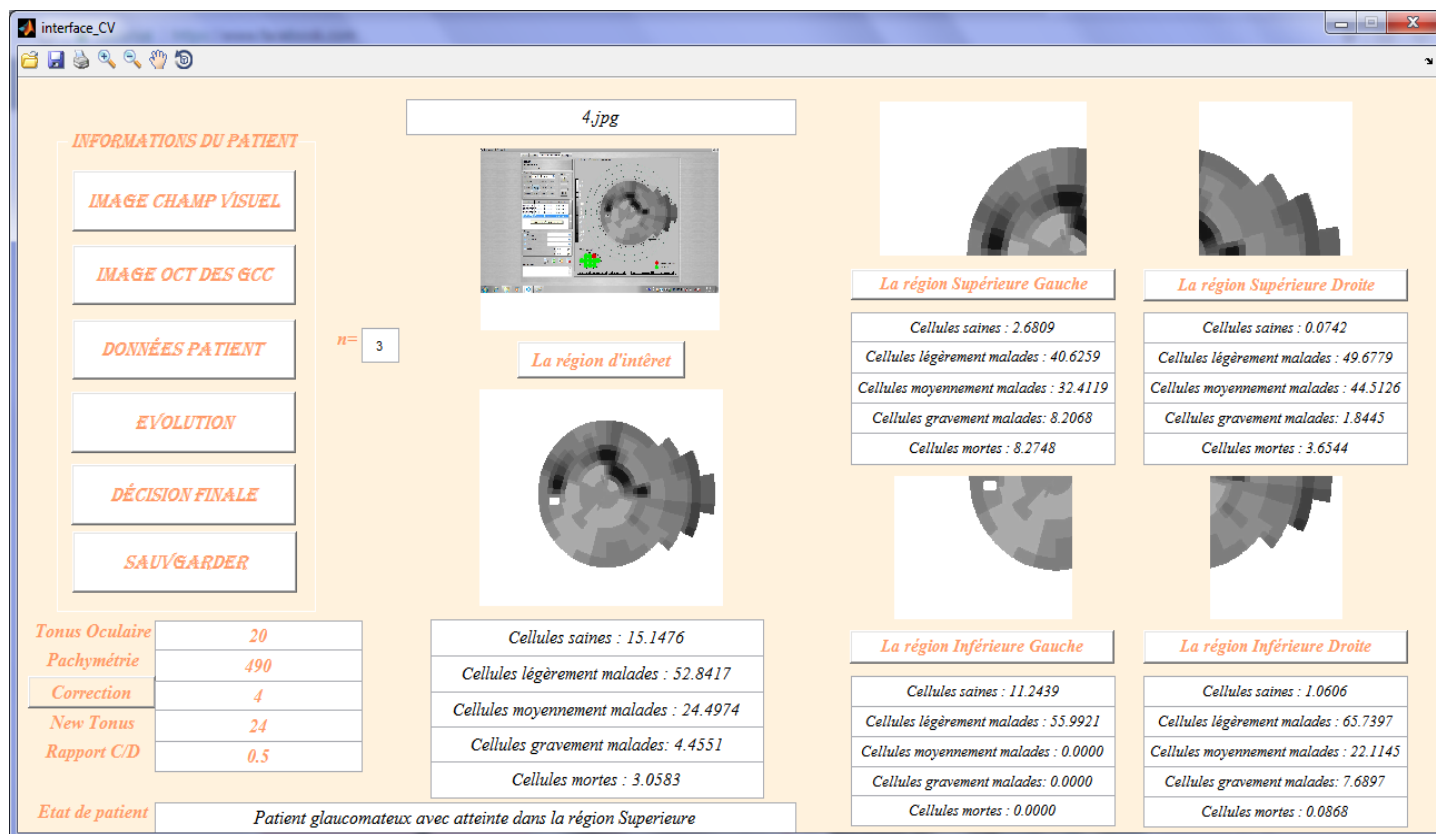 interface_CV
INFORMATIONS DU PATIENT
IMAGE CHAMP VISUEL
IMAGE OCT DES GCC
DONNÉES PATIENT
EVOLUTION
DÉCISION FINALE
SAUVGARDER
n= 3
4.jpg
La région d'intêret
Tonus Oculaire 20
Pachymétrie 490
Correction 4
New Tonus 24
Rapport C/D 0.5
Cellules saines : 15.1476
Cellules légèrement malades : 52.8417
Cellules moyennement malades : 24.4974
Cellules gravement malades: 4.4551
Cellules mortes : 3.0583
Etat de patient Patient glaucomateux avec atteinte dans la région Superieure
La région Supérieure Gauche
Cellules saines : 2.6809
Cellules légèrement malades : 40.6259
Cellules moyennement malades : 32.4119
Cellules gravement malades: 8.2068
Cellules mortes : 8.2748
La région Supérieure Droite
Cellules saines : 0.0742
Cellules légèrement malades : 49.6779
Cellules moyennement malades : 44.5126
Cellules gravement malades: 1.8445
Cellules mortes : 3.6544
La région Inférieure Gauche
Cellules saines : 11.2439
Cellules légèrement malades : 55.9921
Cellules moyennement malades : 0.0000
Cellules gravement malades: 0.0000
Cellules mortes : 0.0000
La région Inférieure Droite
Cellules saines : 1.0606
Cellules légèrement malades : 65.7397
Cellules moyennement malades : 22.1145
Cellules gravement malades: 7.6897
Cellules mortes : 0.0868